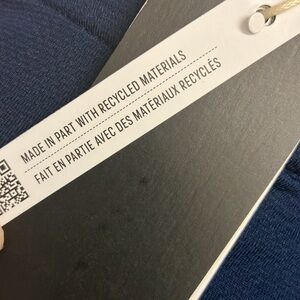 MADE IN PART WITH RECYCLED MATERIALS
FAIT EN PARTIE AVEC DES MATÉRIAUX RECYCLÉS